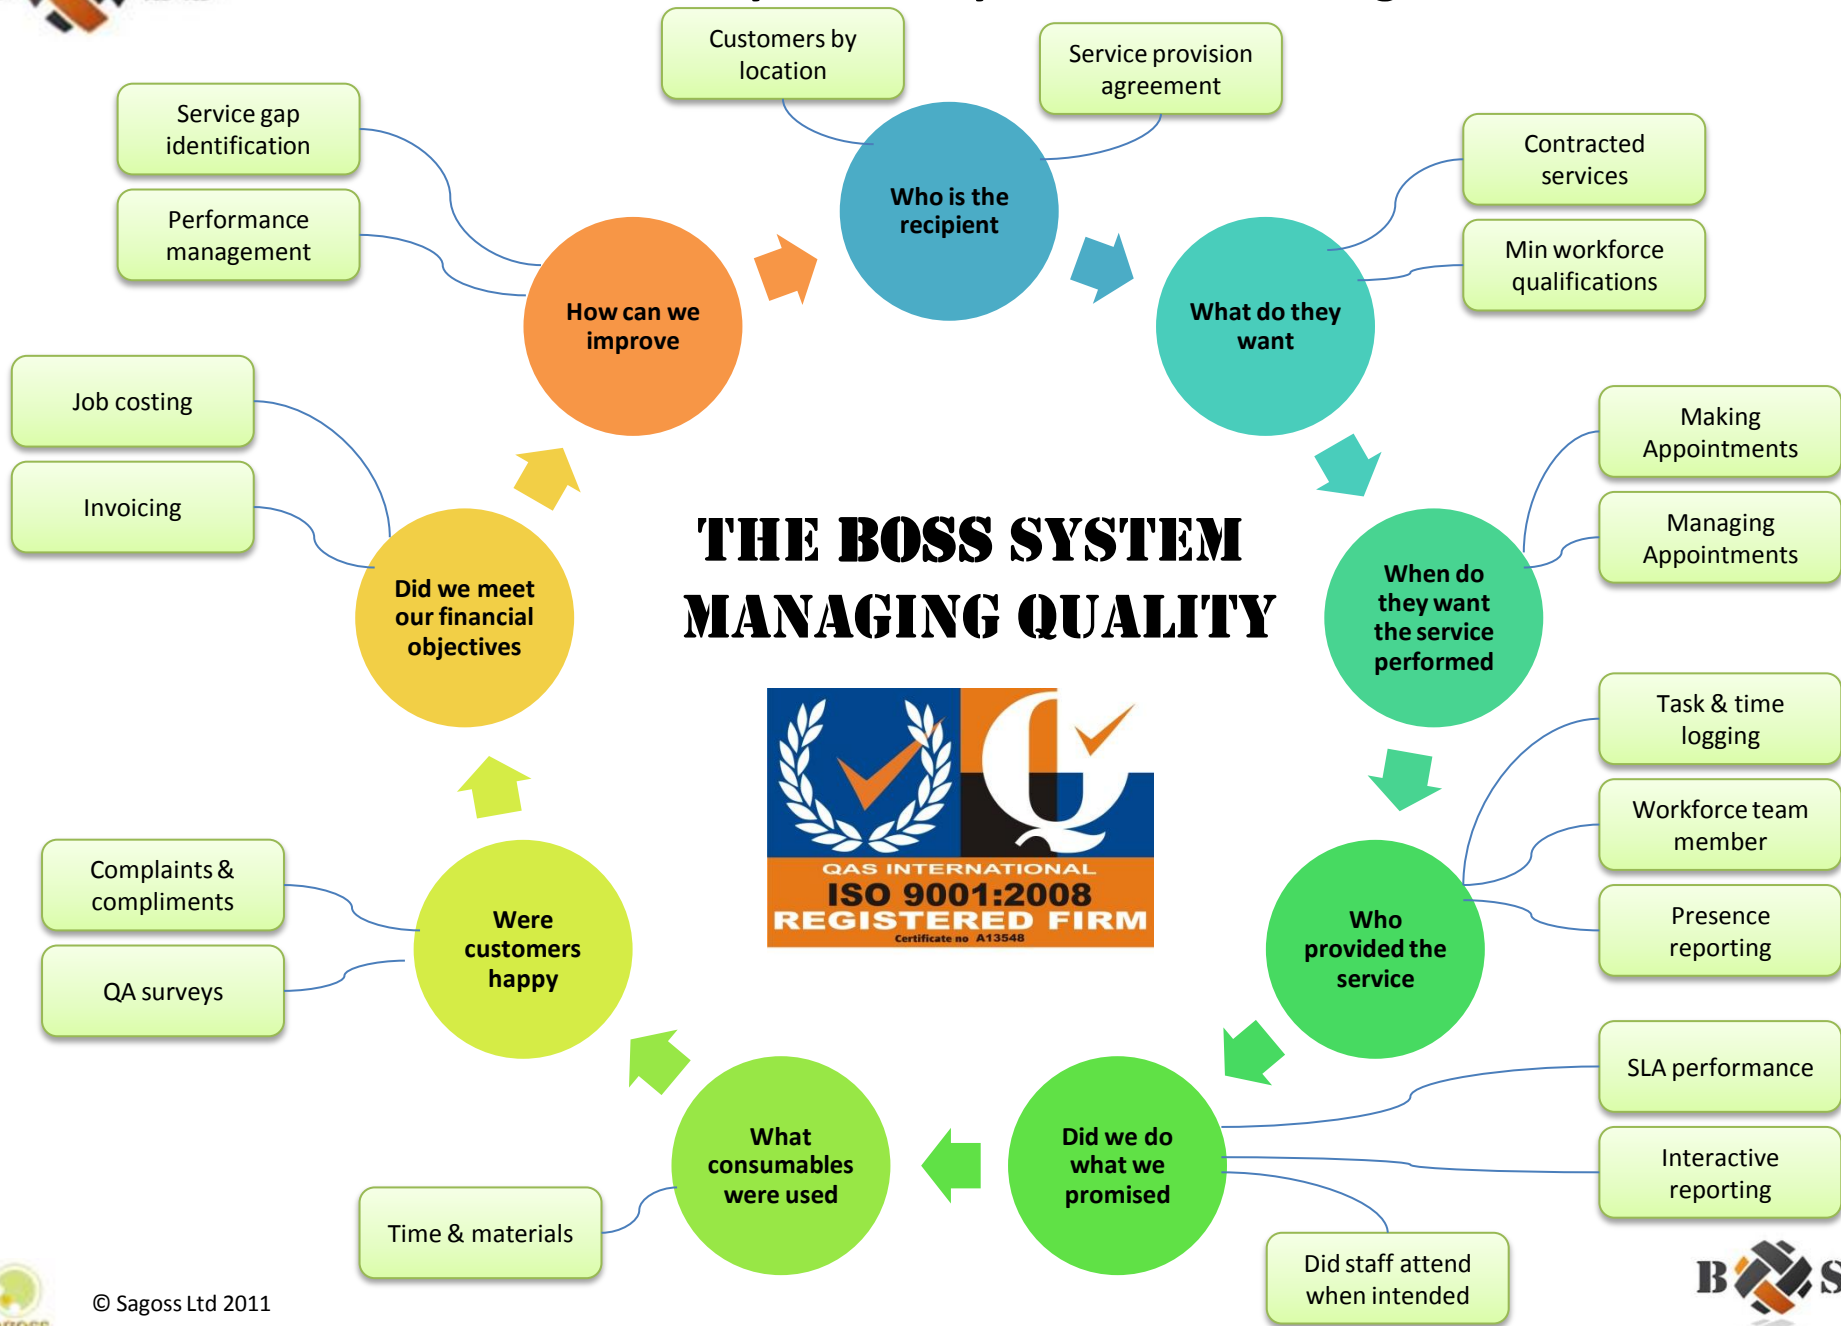 Customers by
location
Service provision
agreement
Service gap
identification
Contracted
services
Who is the
recipient
Performance
management
Min workforce
qualifications
How can we
improve
What do they
want
Job costing
Making
Appointments
Invoicing
Managing
Appointments
THE BOSS SYSTEM
MANAGING QUALITY
Did we meet
our financial
objectives
When do
they want
the service
performed
Task & time
logging
Workforce team
member
Complaints &
compliments
QAS INTERNATIONAL
ISO 9001:2008
REGISTERED FIRM
Certificate no A13548
Were
customers
happy
Who
provided the
service
Presence
reporting
QA surveys
SLA performance
What
consumables
were used
Did we do
what we
promised
Interactive
reporting
Time & materials
Did staff attend
when intended
© Sagoss Ltd 2011
B S